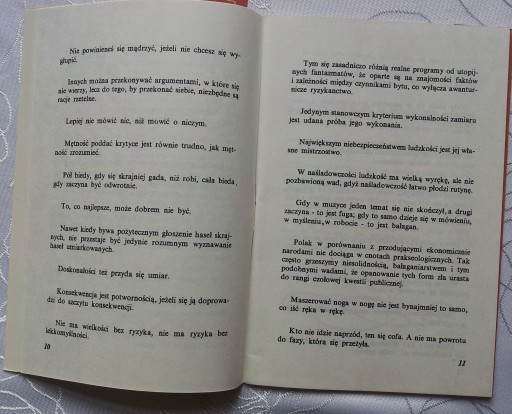 Nie powinieneś się mądrzyć, jeżeli nie chcesz się wy-
głupić.
Innych można przekonywać argumentami, w które się
nie wierzy, lecz do tego, by przekonać siebie, niezbędne są
racje rzetelne.
Lepiej nie mówić nic, niż mówić o niczym.
Mętność poddać krytyce jest równie trudno, jak męt-
ność zrozumieć.
Pół biedy, gdy się skrajniej gada, niż robi, cała bieda,
gdy zaczyna być odwrotnie.
To, co najlepsze, może dobrem nie być.
Nawet kiedy bywa pożytecznym głoszenie haseł skraj-
nych, nie przestaje być jedynie rozumnym wyznawanie
haseł umiarkowanych.
Doskonałości też przyda się umiar.
Konsekwencja jest potwornością, jeżeli się ją doprowa-
dzi do szczytu konsekwencji.
Nie ma wielkości bez ryzyka, nie ma ryzyka bez
lekkomyślności.
10
Tym się zasadniczo różnią realne programy od utopij-
nych fantazmatów, że oparte są na znajomości faktów
i zależności między czynnikami bytu, co wyłącza awantur-
nicze ryzykanctwo.
Jedynym stanowczym kryterium wykonalności zamiaru
jest udana próba jego wykonania.
Największym niebezpieczeństwem ludzkości jest jej wła-
sne mistrzostwo.
W naśladowczości ludzkość ma wielką wyrękę, ale nie
pozbawioną wad, gdyż naśladowczość łatwo płodzi rutynę.
Gdy w muzyce jeden temat się nie skończył, a drugi
zaczyna - to jest fuga; gdy to samo dzieje się w mówieniu,
w myśleniu, w robocie - to jest bałagan.
Polak w porównaniu z przodującymi ekonomicznie
narodami nie dociąga w cnotach prakseologicznych. Tak
często grzeszymy niesolidnością, bałaganiarstwem i tym
podobnymi wadami, że opanowanie tych form zła urasta
do rangi czołowej kwestii publicznej.
Maszerować noga w nogę nie jest bynajmniej to samo,
co iść ręka w rękę.
Kto nie idzie naprzód, ten się cofa. A nie ma powrotu
do fazy, która się przeżyła.
11